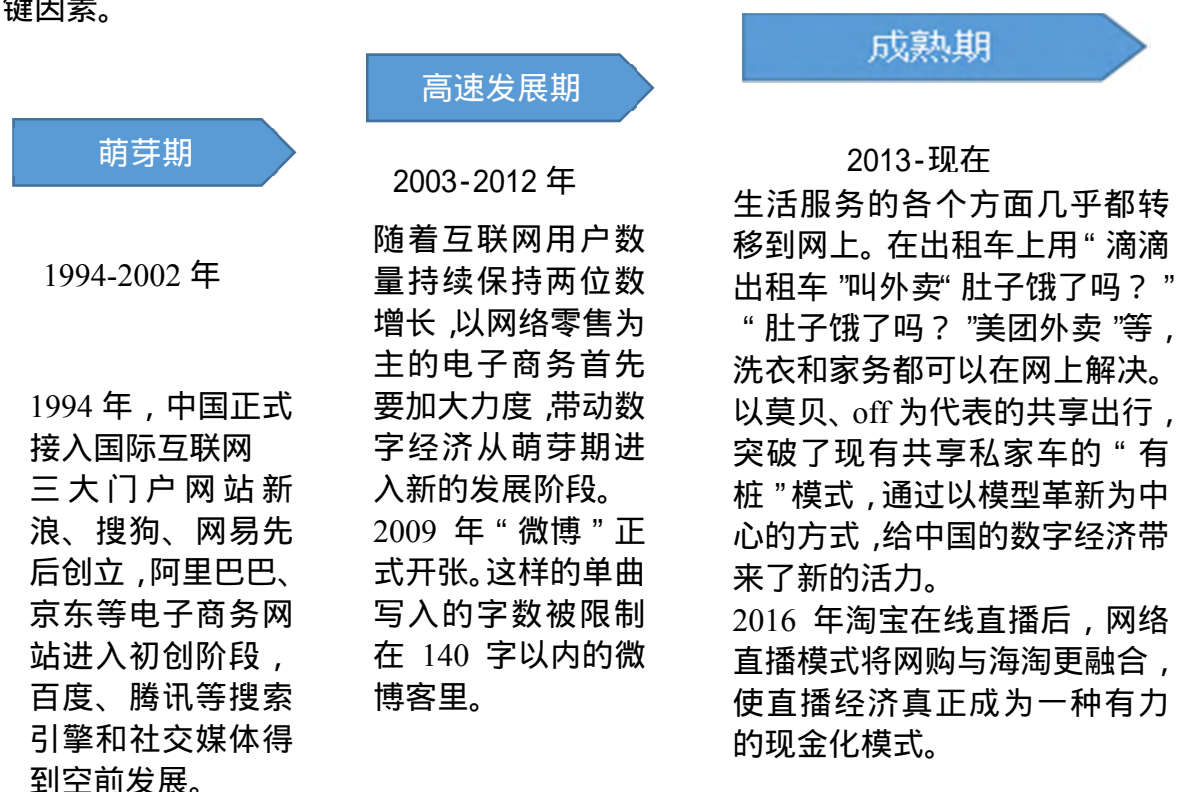 键因素。
萌芽期
1994-2002 年
1994 年，中国正式
接入国际互联网
三大门户网站新
浪、搜狗、网易先
后创立，阿里巴巴、
京东等电子商务网
站进入初创阶段，
百度、腾讯等搜索
引擎和社交媒体得
到空前发展。
高速发展期
2003-2012 年
随着互联网用户数
量持续保持两位数
增长，以网络零售为
主的电子商务首先
要加大力度，带动数
字经济从萌芽期进
入新的发展阶段。
2009 年“微博”正
式开张。这样的单曲
写入的字数被限制
在 140 字以内的微
博客里。
成熟期
2013-现在
生活服务的各个方面几乎都转
移到网上。在出租车上用“滴滴
出租车”叫外卖“肚子饿了吗？”
“肚子饿了吗？”美团外卖”等，
洗衣和家务都可以在网上解决。
以莫贝、off 为代表的共享出行，
突破了现有共享私家车的“有
桩”模式，通过以模型革新为中
心的方式，给中国的数字经济带
来了新的活力。
2016 年淘宝在线直播后，网络
直播模式将网购与海淘更融合，
使直播经济真正成为一种有力
的现金化模式。